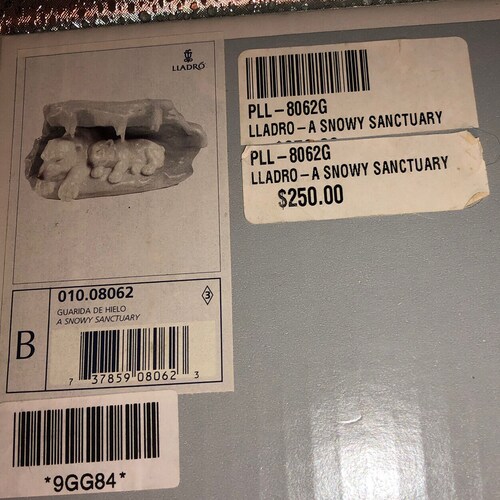 LLADRÓ
PLL-8062G
LLADRO-A SNOWY SANCTUARY
PLL-8062G
LLADRO-A SNOWY SANCTUARY
$250.00
010.08062
3
GUARIDA DE HIELO
A SNOWY SANCTUARY
B
7 37859 08062 3
*9GG84*